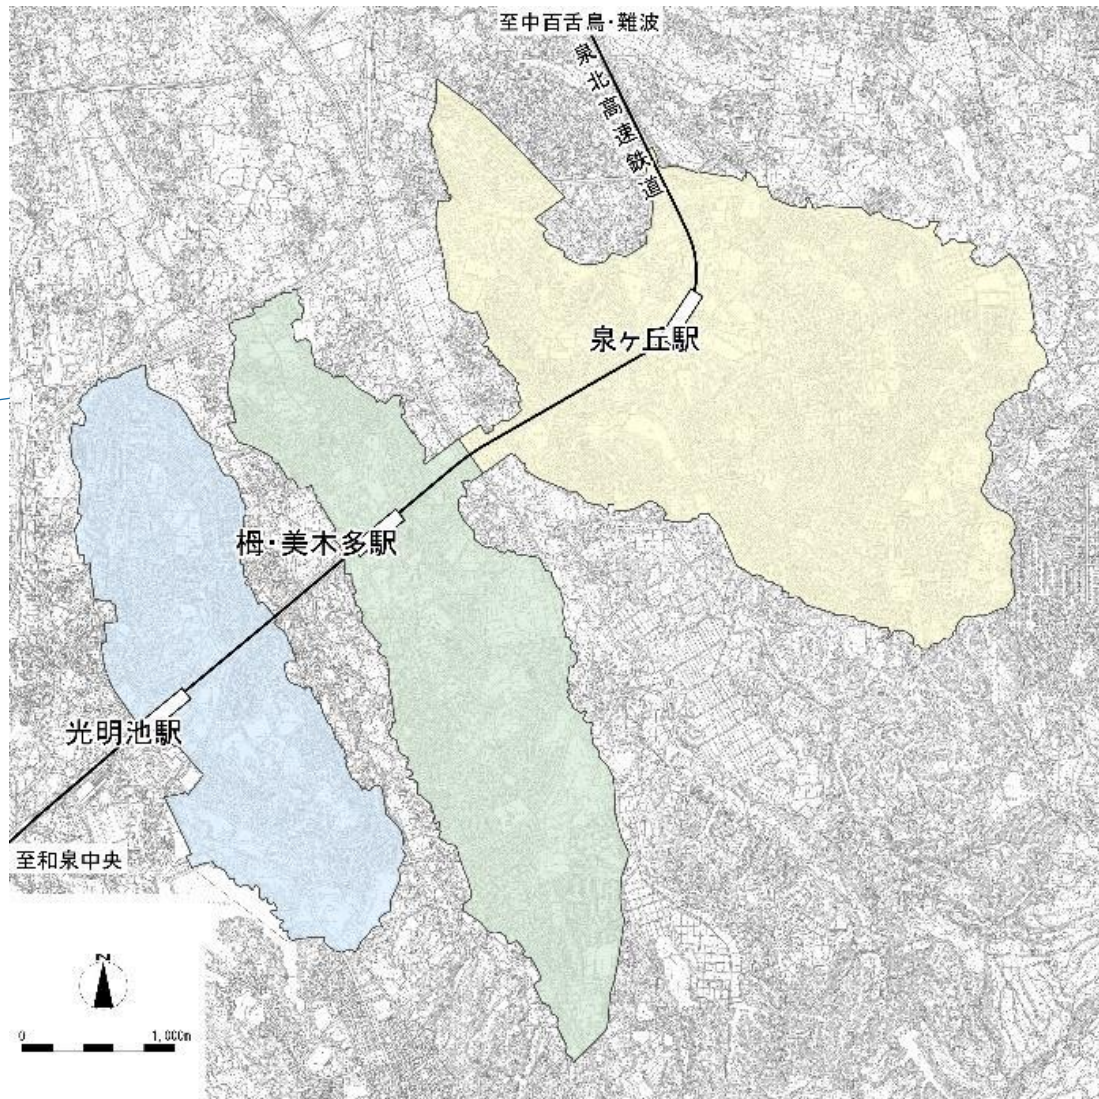 至中百舌鳥・難波
泉北高速鉄道
泉ヶ丘駅
栂・美木多駅
光明池駅
至和泉中央
N
0 1,000m